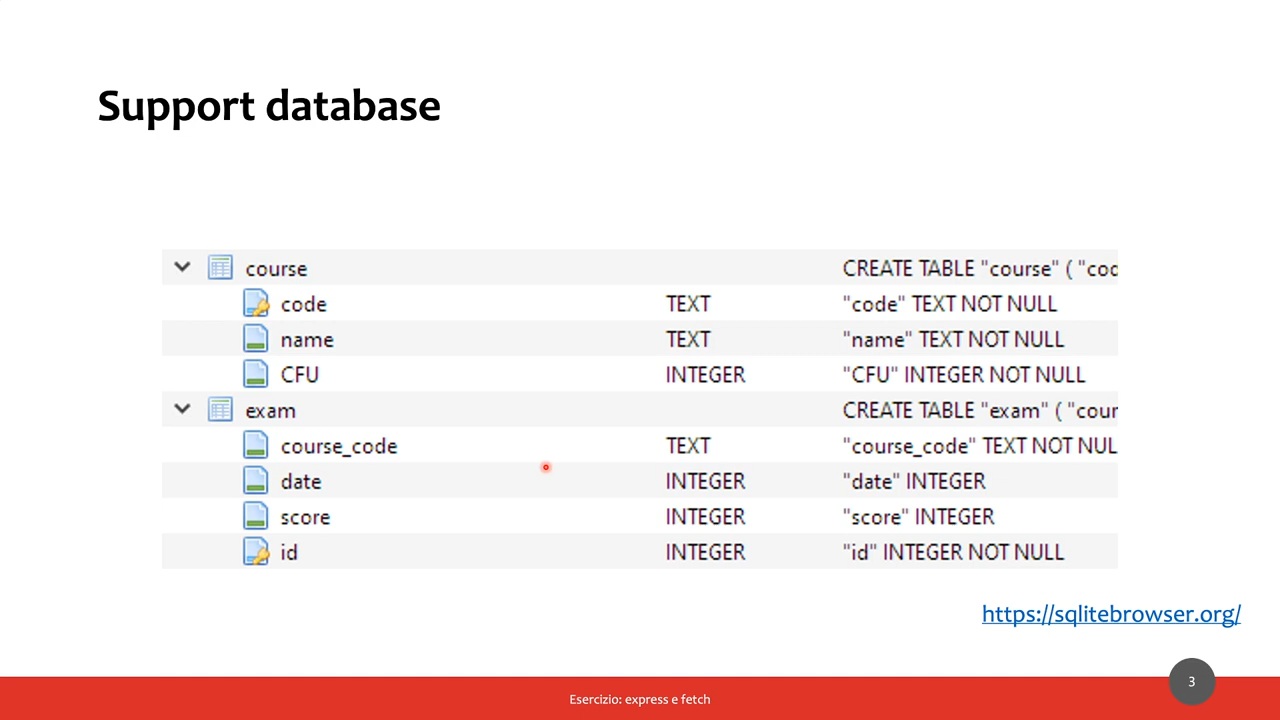 Support database
course CREATE TABLE "course" ( "cod
code TEXT "code" TEXT NOT NULL
name TEXT "name" TEXT NOT NULL
CFU INTEGER "CFU" INTEGER NOT NULL
exam CREATE TABLE "exam" ( "cour
course_code TEXT "course_code" TEXT NOT NUL
date INTEGER "date" INTEGER
score INTEGER "score" INTEGER
id INTEGER "id" INTEGER NOT NULL
https://sqlitebrowser.org/
3
Esercizio: express e fetch